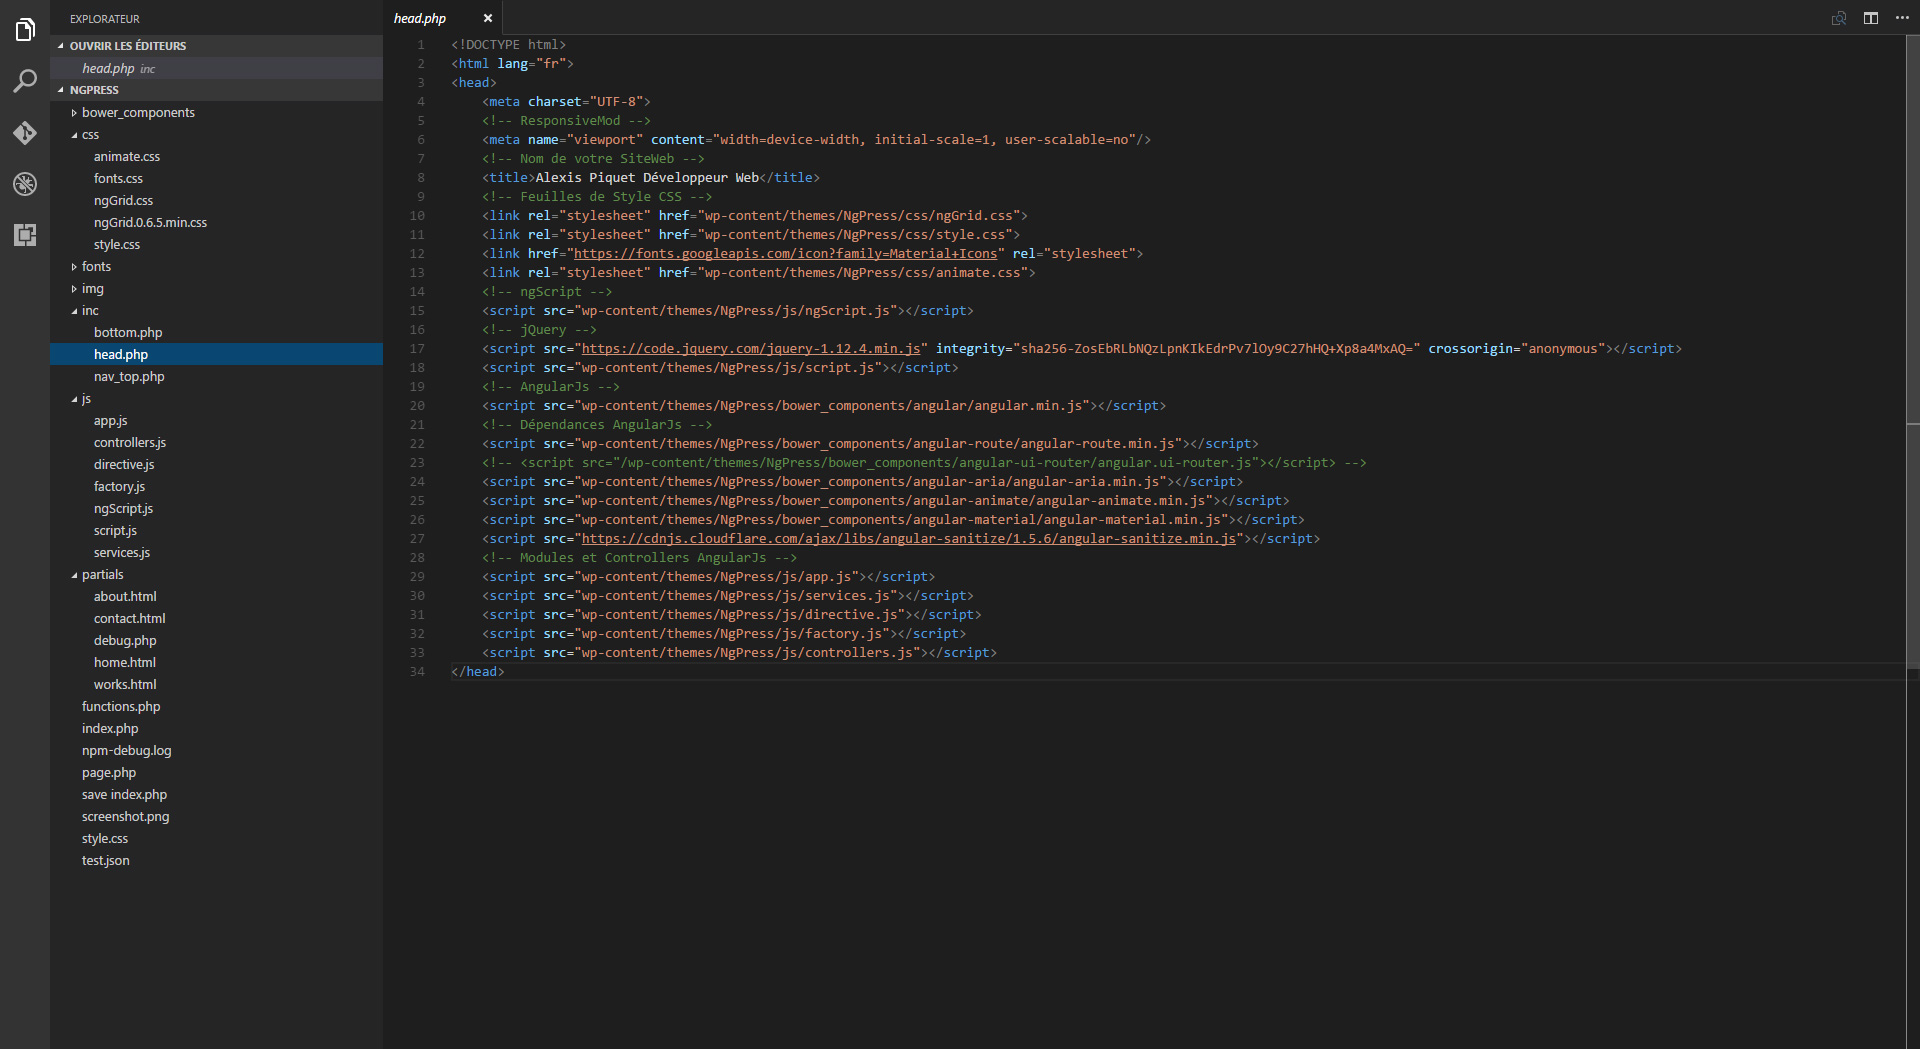 EXPLORATEUR
OUVRIR LES ÉDITEURS
head.php inc
NGPRESS
bower_components
css
animate.css
fonts.css
ngGrid.css
ngGrid.0.6.5.min.css
style.css
fonts
img
inc
bottom.php
head.php
nav_top.php
js
app.js
controllers.js
directive.js
factory.js
ngScript.js
script.js
services.js
partials
about.html
contact.html
debug.php
home.html
works.html
functions.php
index.php
npm-debug.log
page.php
save index.php
screenshot.png
style.css
test.json
head.php
1 <!DOCTYPE html>
2 <html lang="fr">
3 <head>
4 <meta charset="UTF-8">
5 <!-- ResponsiveMod -->
6 <meta name="viewport" content="width=device-width, initial-scale=1, user-scalable=no"/>
7 <!-- Nom de votre SiteWeb -->
8 <title>Alexis Piquet Développeur Web</title>
9 <!-- Feuilles de Style CSS -->
10 <link rel="stylesheet" href="wp-content/themes/NgPress/css/ngGrid.css">
11 <link rel="stylesheet" href="wp-content/themes/NgPress/css/style.css">
12 <link href="https://fonts.googleapis.com/icon?family=Material+Icons" rel="stylesheet">
13 <link rel="stylesheet" href="wp-content/themes/NgPress/css/animate.css">
14 <!-- ngScript -->
15 <script src="wp-content/themes/NgPress/js/ngScript.js"></script>
16 <!-- jQuery -->
17 <script src="https://code.jquery.com/jquery-1.12.4.min.js" integrity="sha256-ZosEbRLbNQzLpnKIkEdrPv7lOy9C27hHQ+Xp8a4MxAQ=" crossorigin="anonymous"></script>
18 <script src="wp-content/themes/NgPress/js/script.js"></script>
19 <!-- AngularJs -->
20 <script src="wp-content/themes/NgPress/bower_components/angular/angular.min.js"></script>
21 <!-- Dépendances AngularJs -->
22 <script src="wp-content/themes/NgPress/bower_components/angular-route/angular-route.min.js"></script>
23 <!-- <script src="/wp-content/themes/NgPress/bower_components/angular-ui-router/angular.ui-router.js"></script> -->
24 <script src="wp-content/themes/NgPress/bower_components/angular-aria/angular-aria.min.js"></script>
25 <script src="wp-content/themes/NgPress/bower_components/angular-animate/angular-animate.min.js"></script>
26 <script src="wp-content/themes/NgPress/bower_components/angular-material/angular-material.min.js"></script>
27 <script src="https://cdnjs.cloudflare.com/ajax/libs/angular-sanitize/1.5.6/angular-sanitize.min.js"></script>
28 <!-- Modules et Controllers AngularJs -->
29 <script src="wp-content/themes/NgPress/js/app.js"></script>
30 <script src="wp-content/themes/NgPress/js/services.js"></script>
31 <script src="wp-content/themes/NgPress/js/directive.js"></script>
32 <script src="wp-content/themes/NgPress/js/factory.js"></script>
33 <script src="wp-content/themes/NgPress/js/controllers.js"></script>
34 </head>